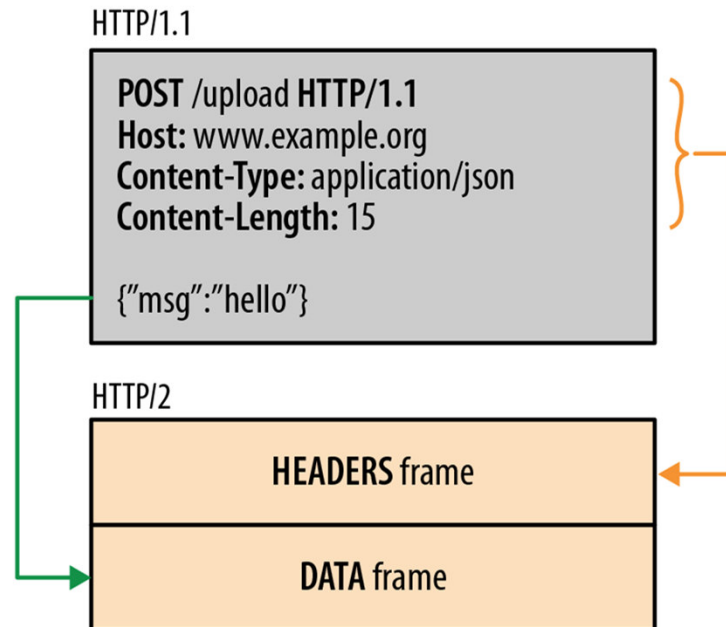 HTTP/1.1
POST /upload HTTP/1.1
Host: www.example.org
Content-Type: application/json
Content-Length: 15
{”msg”:”hello”}
HTTP/2
HEADERS frame
DATA frame